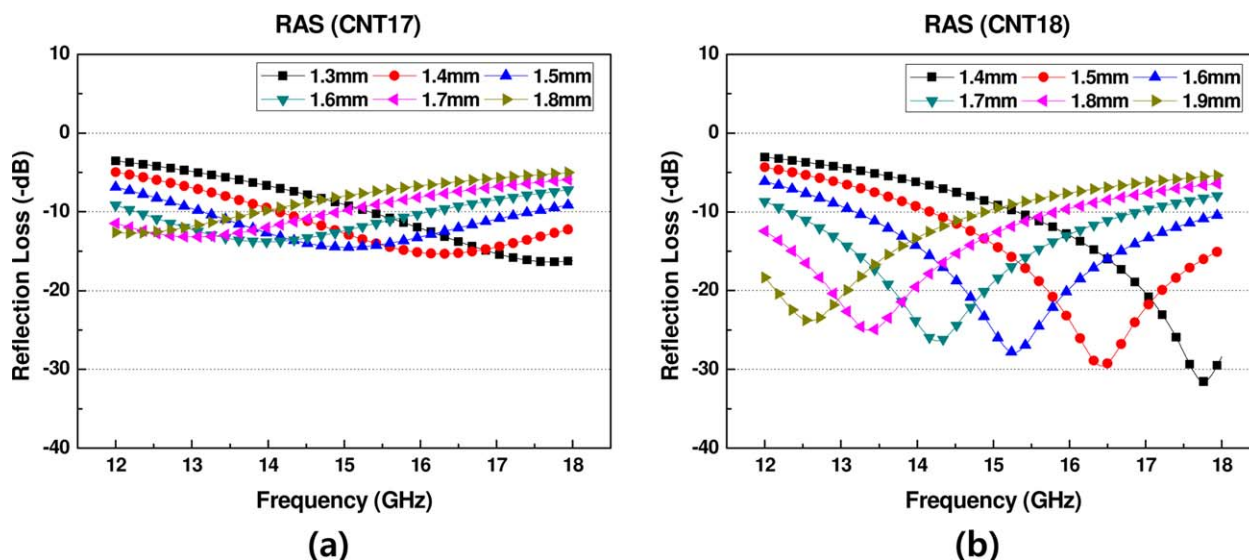 RAS (CNT17)
10
0
-10
-20
-30
-40
Reflection Loss (-dB)
1.3mm 1.4mm 1.5mm
1.6mm 1.7mm 1.8mm
12 13 14 15 16 17 18
Frequency (GHz)
(a)
RAS (CNT18)
10
0
-10
-20
-30
-40
Reflection Loss (-dB)
1.4mm 1.5mm 1.6mm
1.7mm 1.8mm 1.9mm
12 13 14 15 16 17 18
Frequency (GHz)
(b)